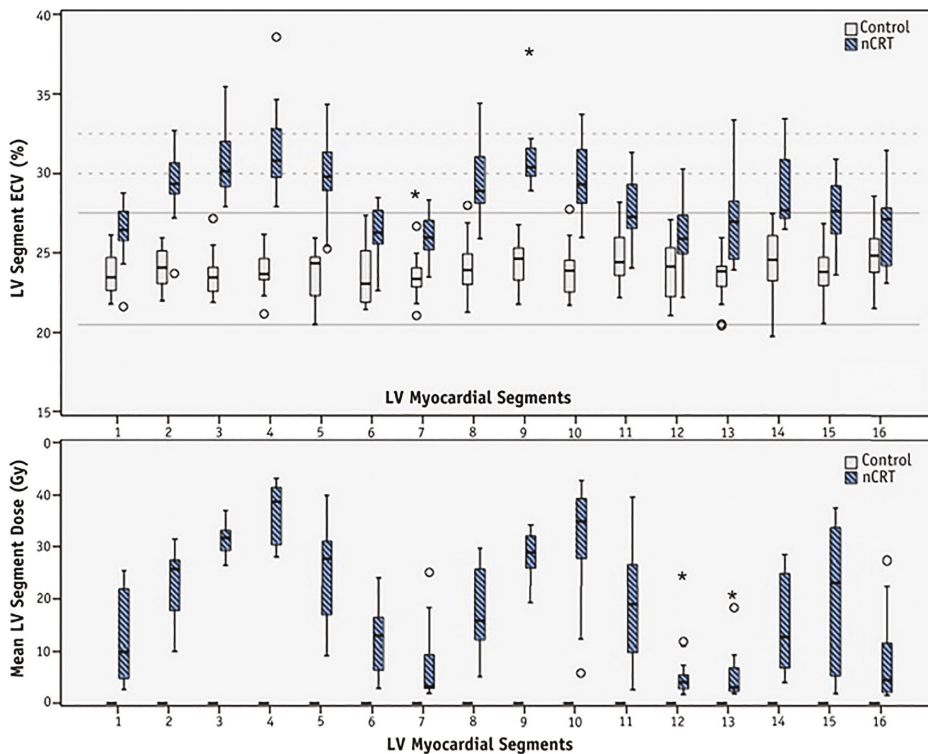 40
35
30
25
20
15
LV Segment ECV (%)
Control
nCRT
LV Myocardial Segments
1 2 3 4 5 6 7 8 9 10 11 12 13 14 15 16
0
40
30
20
10
0
Mean LV Segment Dose (Gy)
Control
nCRT
1 2 3 4 5 6 7 8 9 10 11 12 13 14 15 16
LV Myocardial Segments